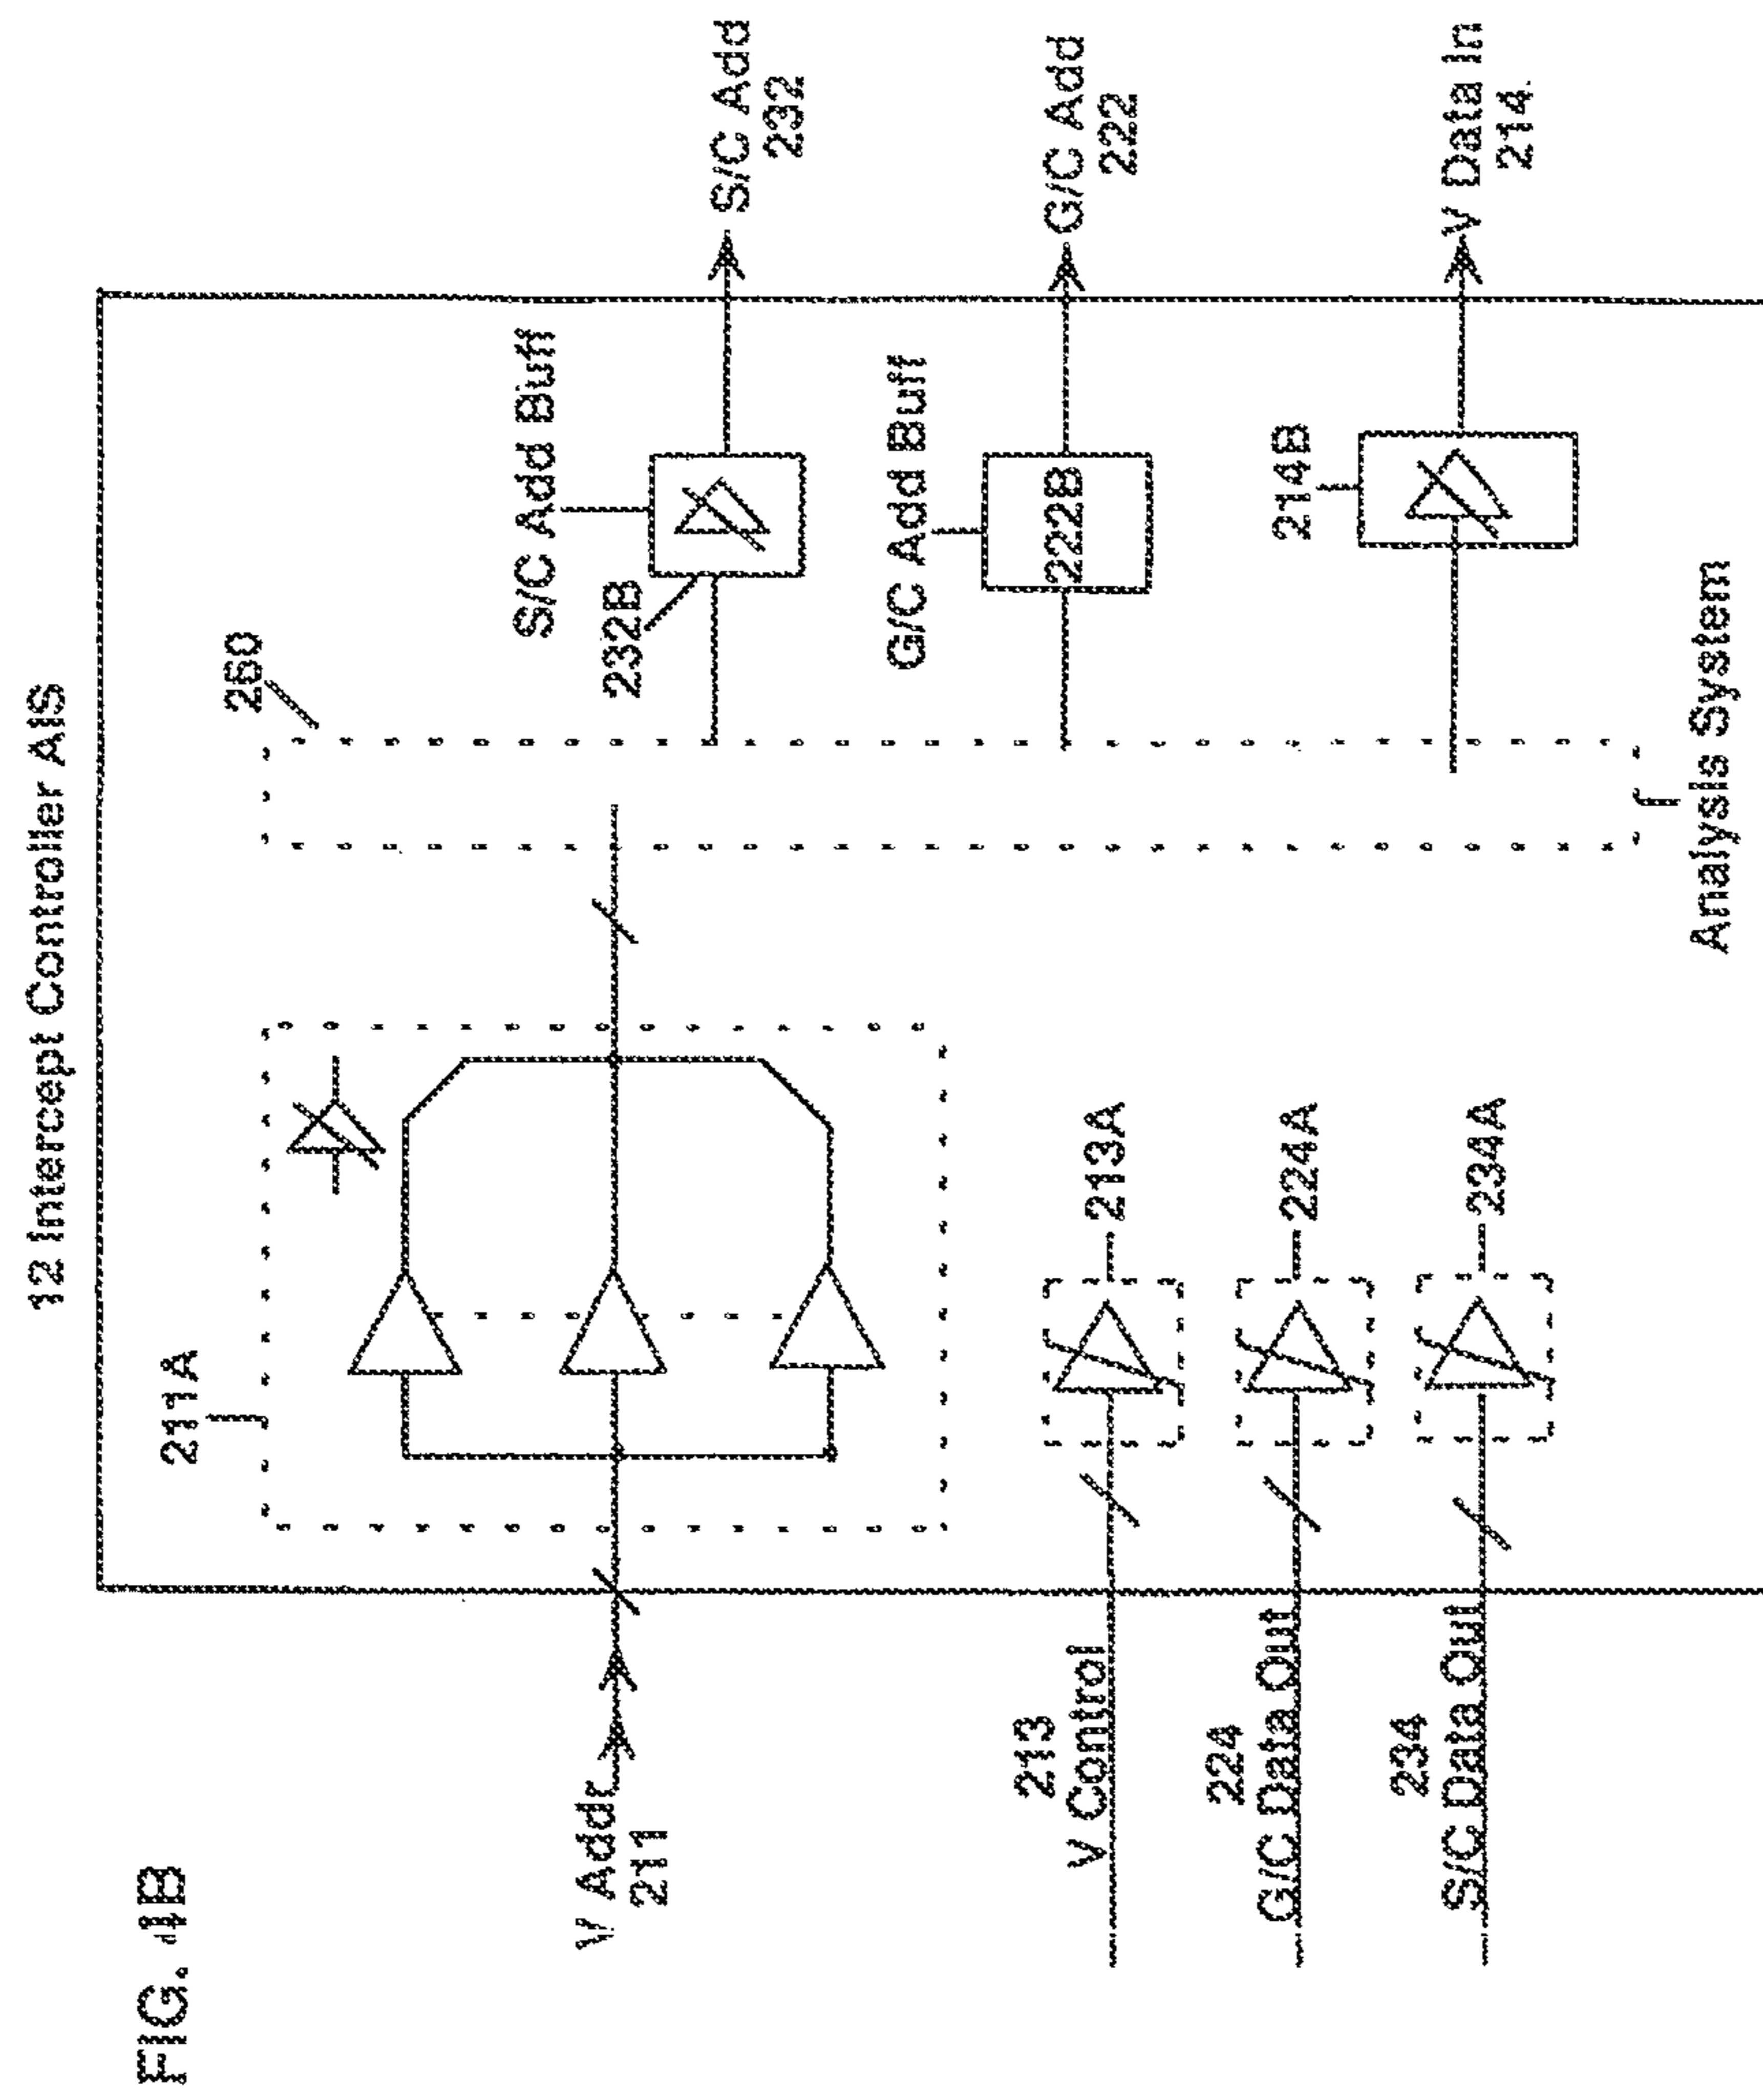 FIG. 4B
12 Intercept Controller AIS
211A
260
V Addr
211
S/C Add Buff
232B
S/C Add
232
G/C Add Buff
222B
G/C Add
222
213
V Control
213A
224
G/C Data Out
224A
214B
V Data In
214
234
S/C Data Out
234A
Analysis System